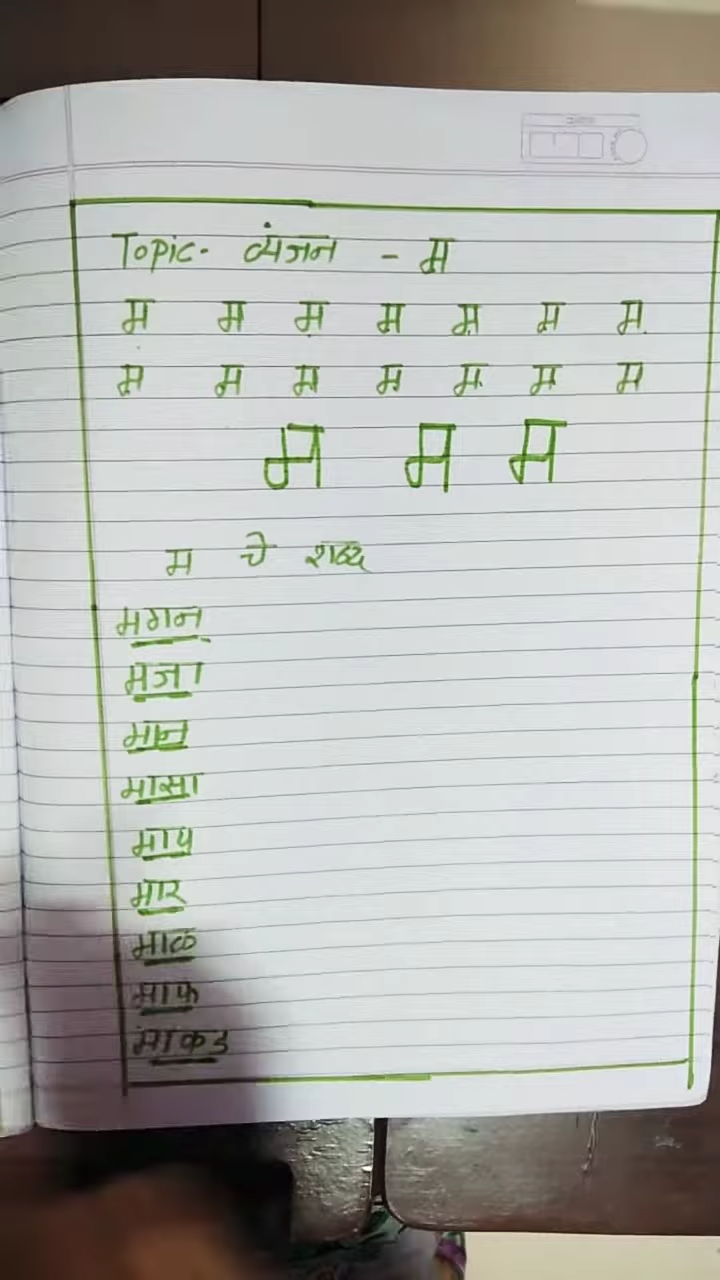 Topic- व्यंजन - म
म म म म म म म
म म म म म म म
म म म
म चे शब्द
मगन
मजा
मान
मासा
माप
मार
माळ
माफ
माकड